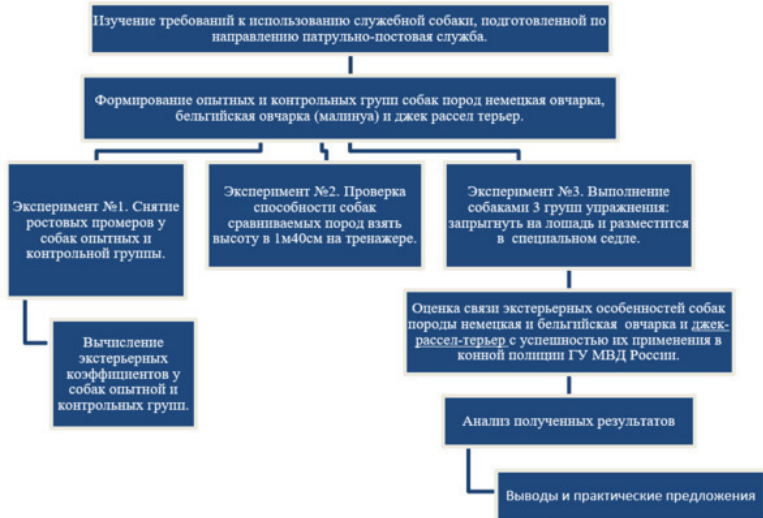 Изучение требований к использованию служебной собаки, подготовленной по
направлению патрульно-постовая служба.
Формирование опытных и контрольных групп собак пород немецкая овчарка,
бельгийская овчарка (малинуа) и джек рассел терьер.
Эксперимент №1. Снятие
ростовых промеров у
собак опытных и
контрольной группы.
Эксперимент №2. Проверка
способности собак
сравниваемых пород взять
высоту в 1м40см на тренажере.
Эксперимент №3. Выполнение
собаками 3 групп упражнения:
запрыгнуть на лошадь и разместится
в специальном седле.
Вычисление
экстерьерных
коэффициентов у
собак опытной и
контрольных групп.
Оценка связи экстерьерных особенностей собак
породы немецкая и бельгийская овчарка и джек-
рассел-терьер с успешностью их применения в
конной полиции ГУ МВД России.
Анализ полученных результатов
Выводы и практические предложения